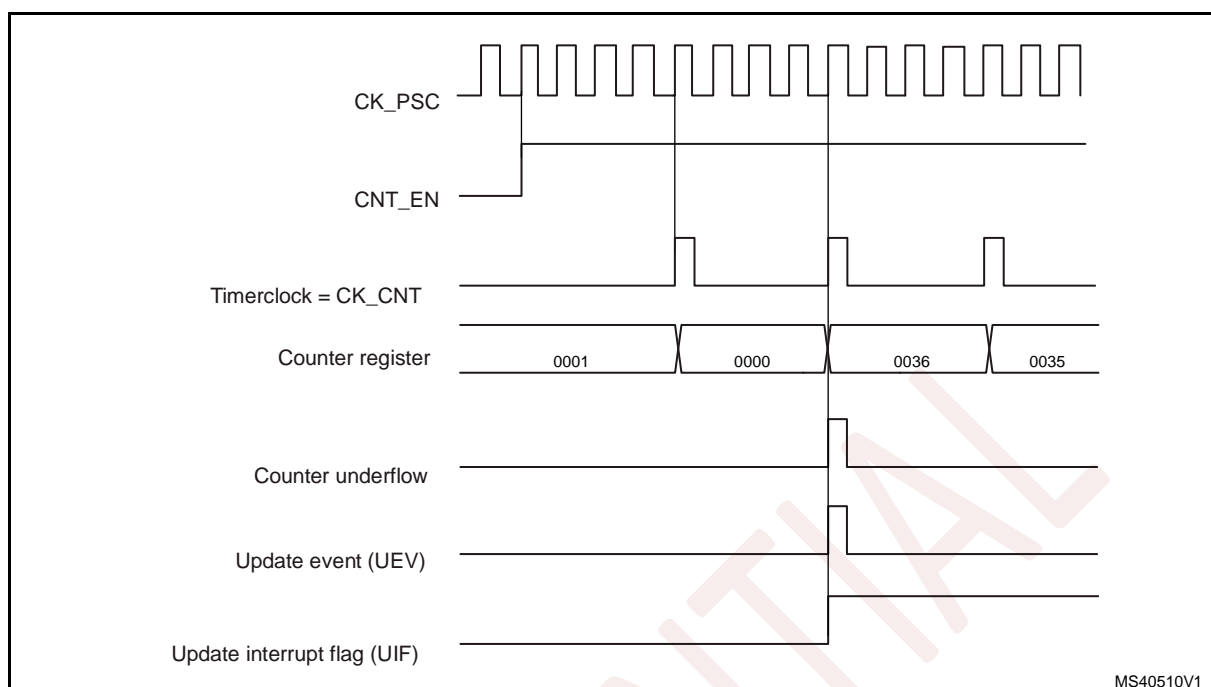 CK_PSC
CNT_EN
Timerclock = CK_CNT
Counter register 0001 0000 0036 0035
Counter underflow
Update event (UEV)
Update interrupt flag (UIF)
MS40510V1
NTIAL